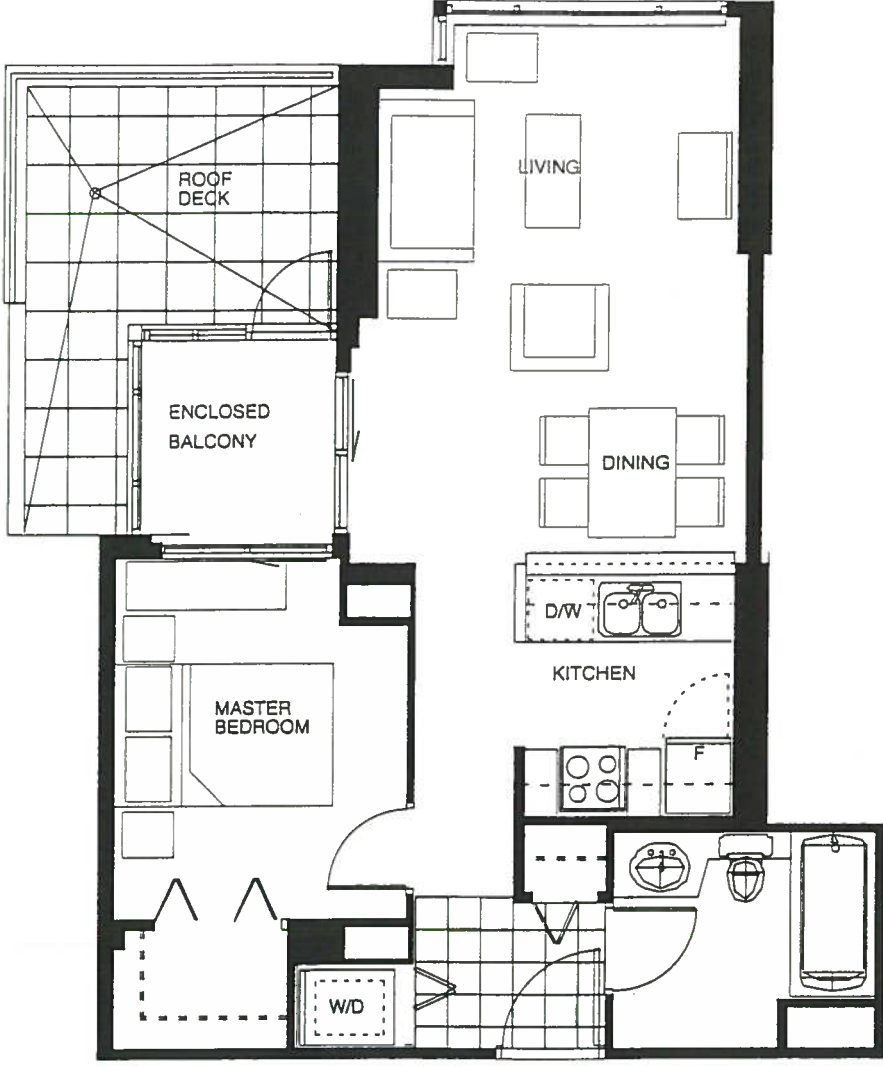 LIVING
ROOF
DECK
ENCLOSED
BALCONY
DINING
D/W
KITCHEN
MASTER
BEDROOM
F
W/D